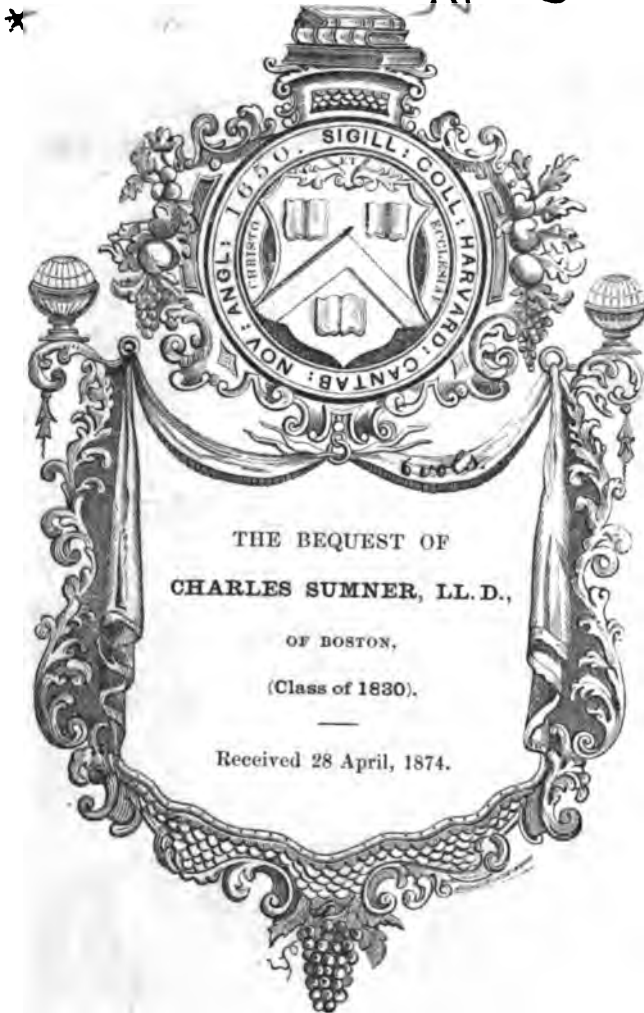 SIGILL: COLL: HARVARD: CANTAB: NOV: ANGL: 1650.
ET
CHRISTO
ECCLESIAE
6 vols.
THE BEQUEST OF
CHARLES SUMNER, LL. D.,
OF BOSTON,
(Class of 1830).
Received 28 April, 1874.